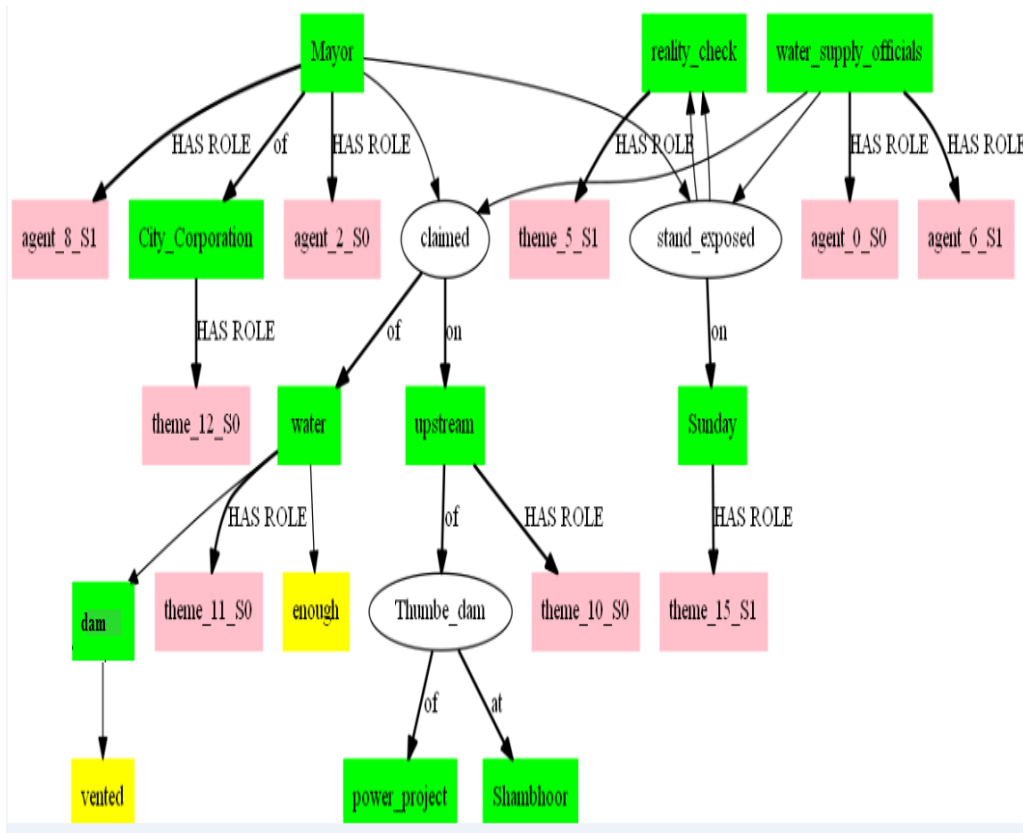 Mayor
reality_check
water_supply_officials
HAS ROLE
of
HAS ROLE
HAS ROLE
HAS ROLE
HAS ROLE
agent_8_S1
City_Corporation
agent_2_S0
claimed
theme_5_S1
stand_exposed
agent_0_S0
agent_6_S1
HAS ROLE
of
on
on
theme_12_S0
water
upstream
Sunday
HAS ROLE
of
HAS ROLE
HAS ROLE
dam
theme_11_S0
enough
Thumbe_dam
theme_10_S0
theme_15_S1
of
at
vented
power_project
Shambhoor